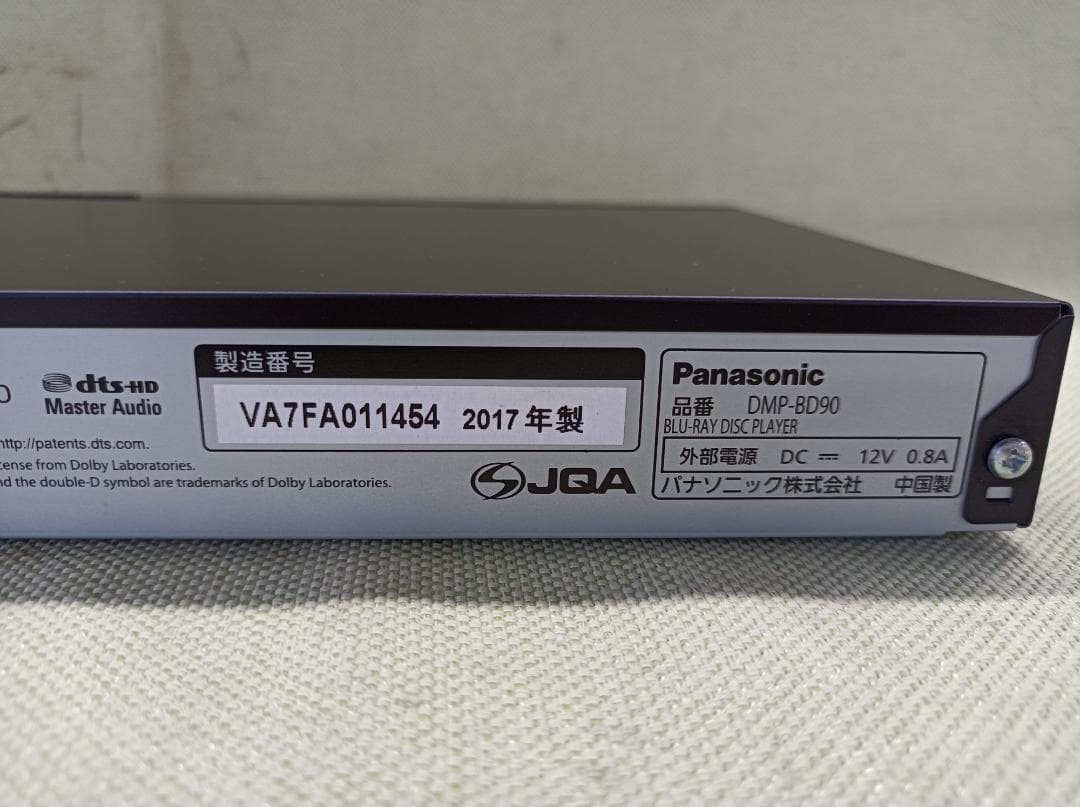 dts-HD
Master Audio
http://patents.dts.com.
license from Dolby Laboratories.
and the double-D symbol are trademarks of Dolby Laboratories.
製造番号
VA7FA011454 2017年製
JQA
Panasonic
品番 DMP-BD90
BLU-RAY DISC PLAYER
外部電源 DC ⎓ 12V 0.8A
パナソニック株式会社 中国製